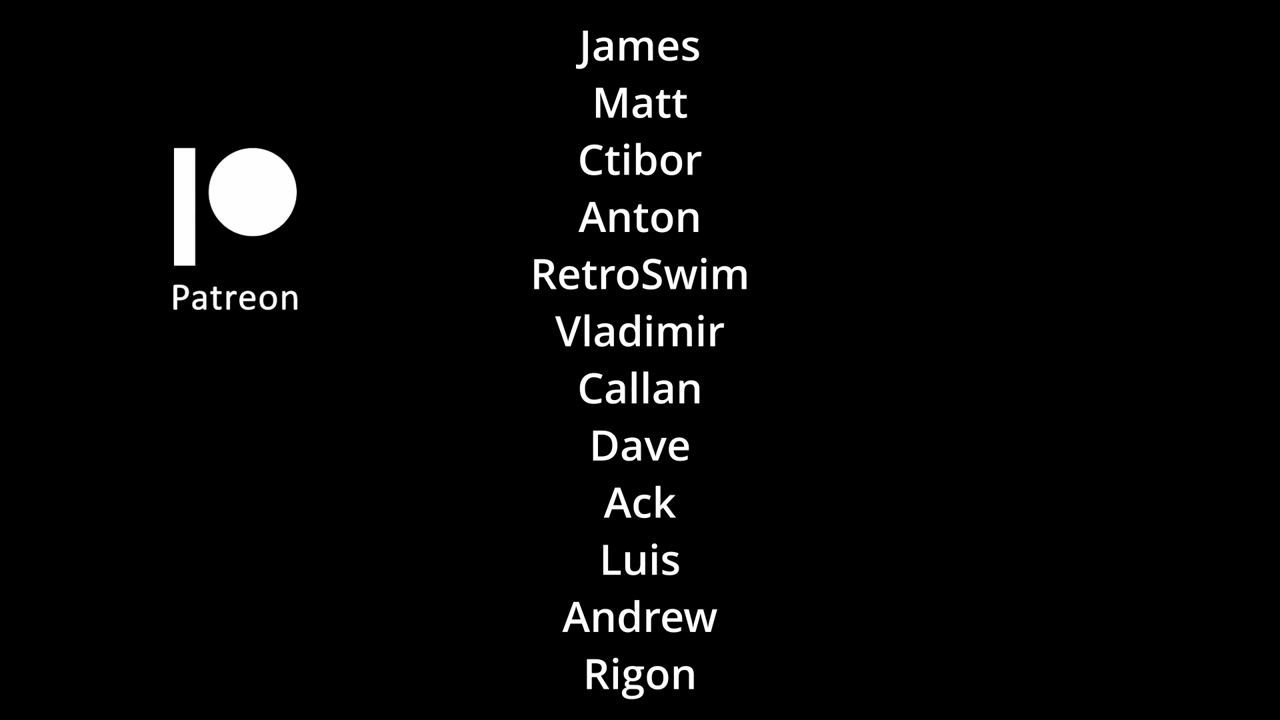 Patreon
James
Matt
Ctibor
Anton
RetroSwim
Vladimir
Callan
Dave
Ack
Luis
Andrew
Rigon